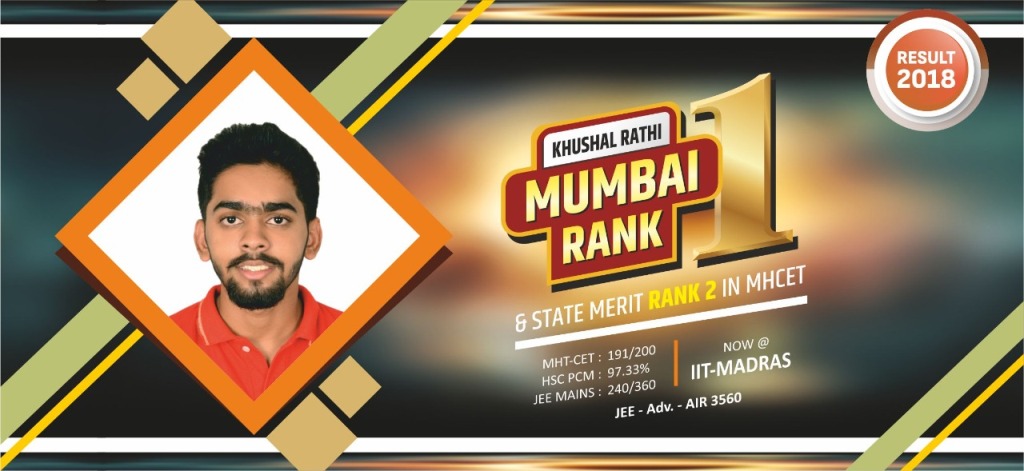 RESULT
2018
KHUSHAL RATHI
MUMBAI
RANK
1
& STATE MERIT RANK 2 IN MHCET
MHT-CET : 191/200
HSC PCM : 97.33%
JEE MAINS : 240/360
NOW @
IIT-MADRAS
JEE - Adv. - AIR 3560